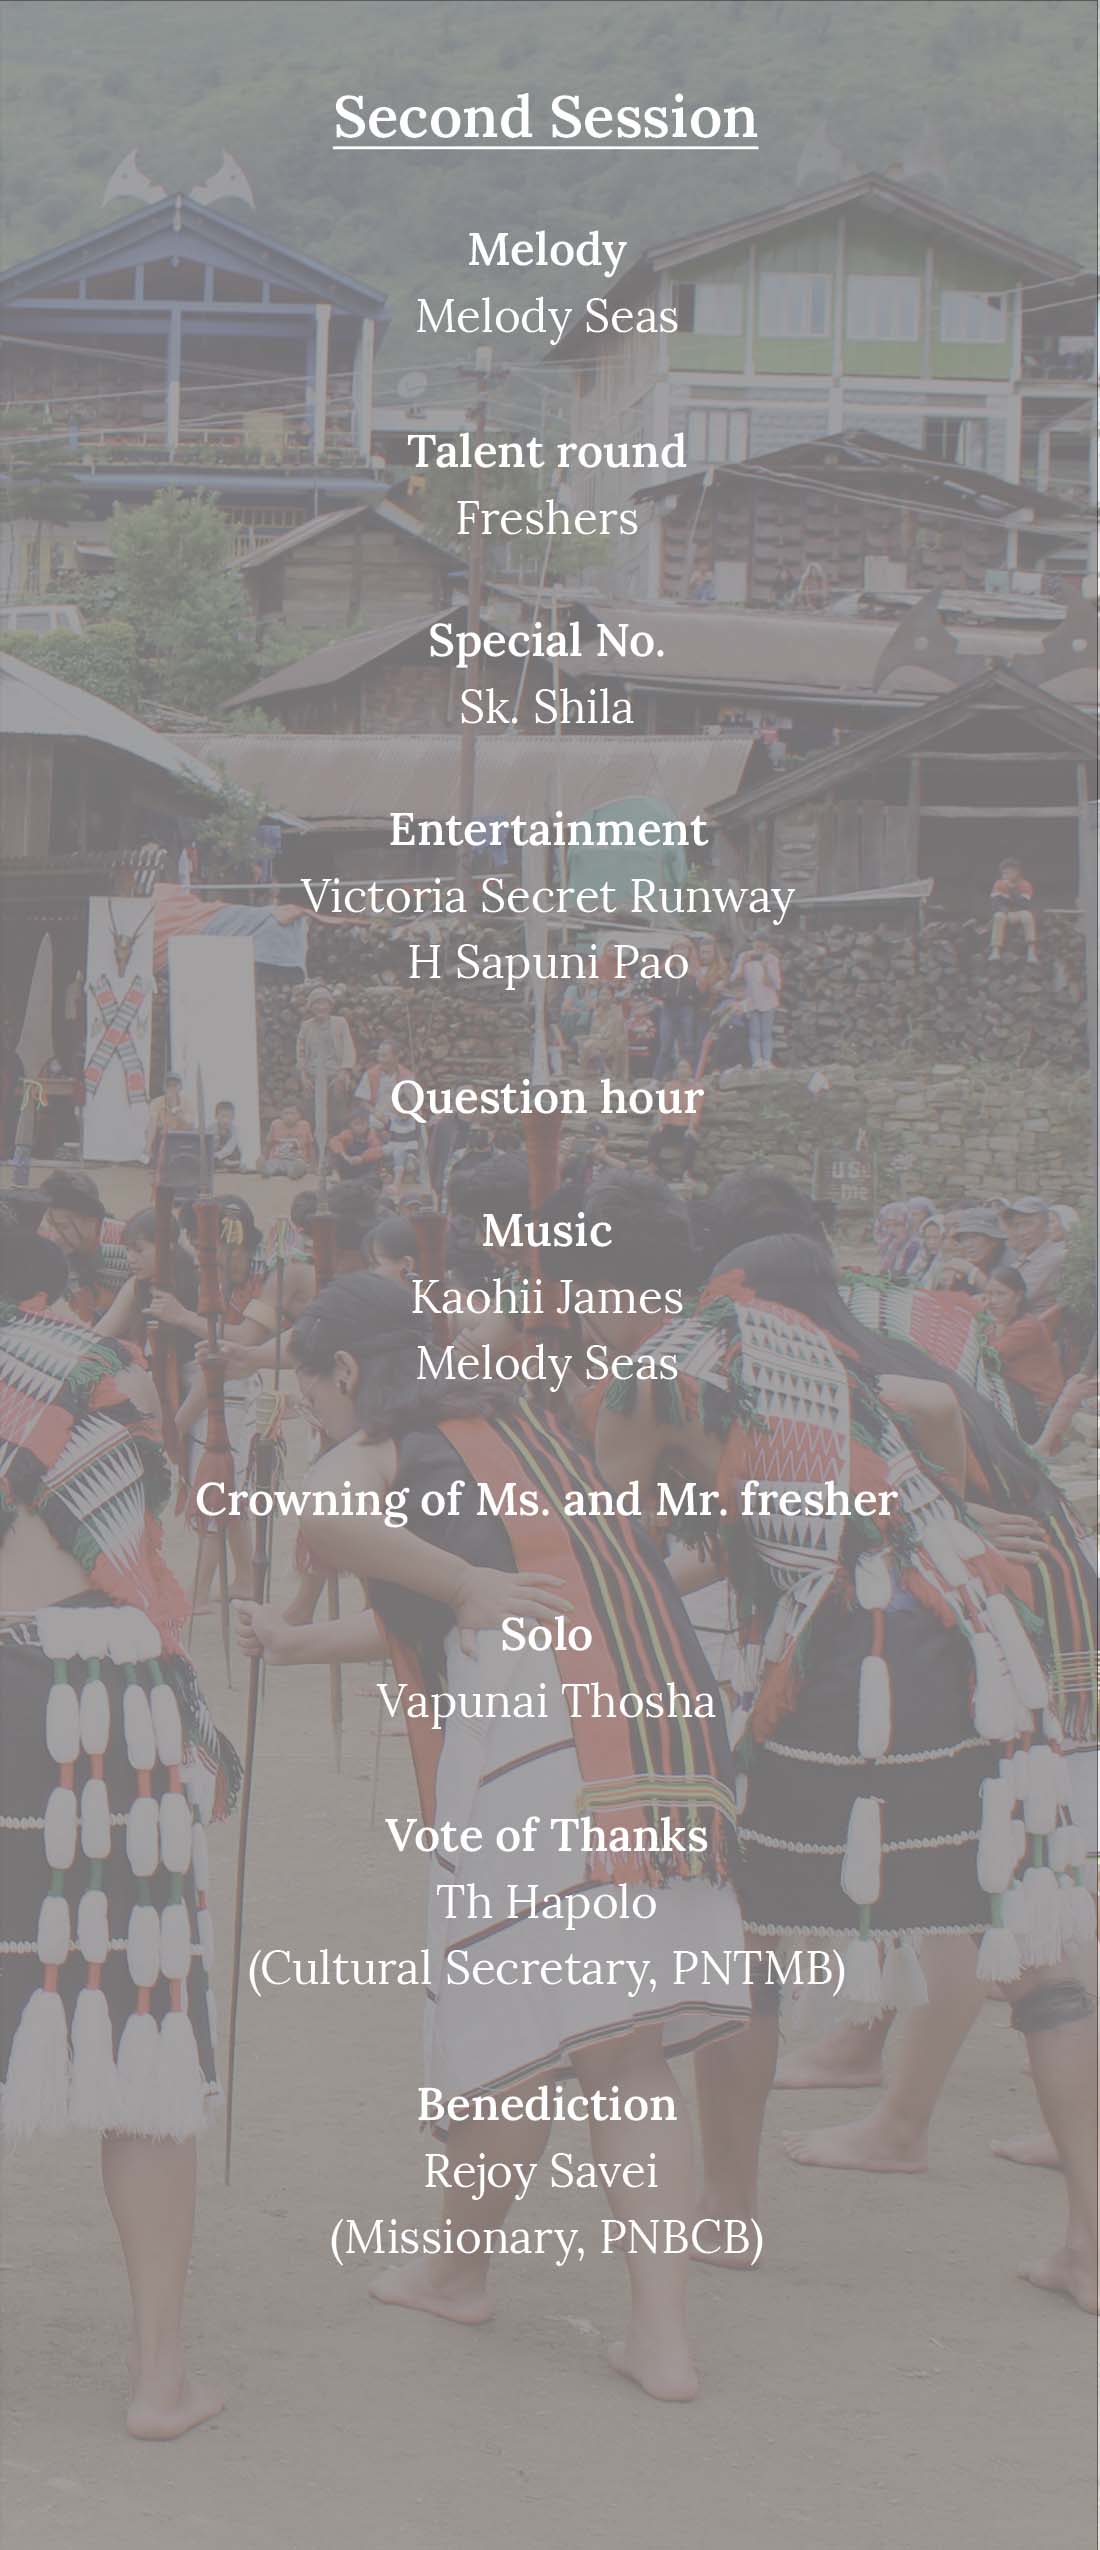 Second Session
Melody
Melody Seas
Talent round
Freshers
Special No.
Sk. Shila
Entertainment
Victoria Secret Runway
H Sapuni Pao
Question hour
Music
Kaohii James
Melody Seas
Crowning of Ms. and Mr. fresher
Solo
Vapunai Thosha
Vote of Thanks
Th Hapolo
(Cultural Secretary, PNTMB)
Benediction
Rejoy Savei
(Missionary, PNBCB)